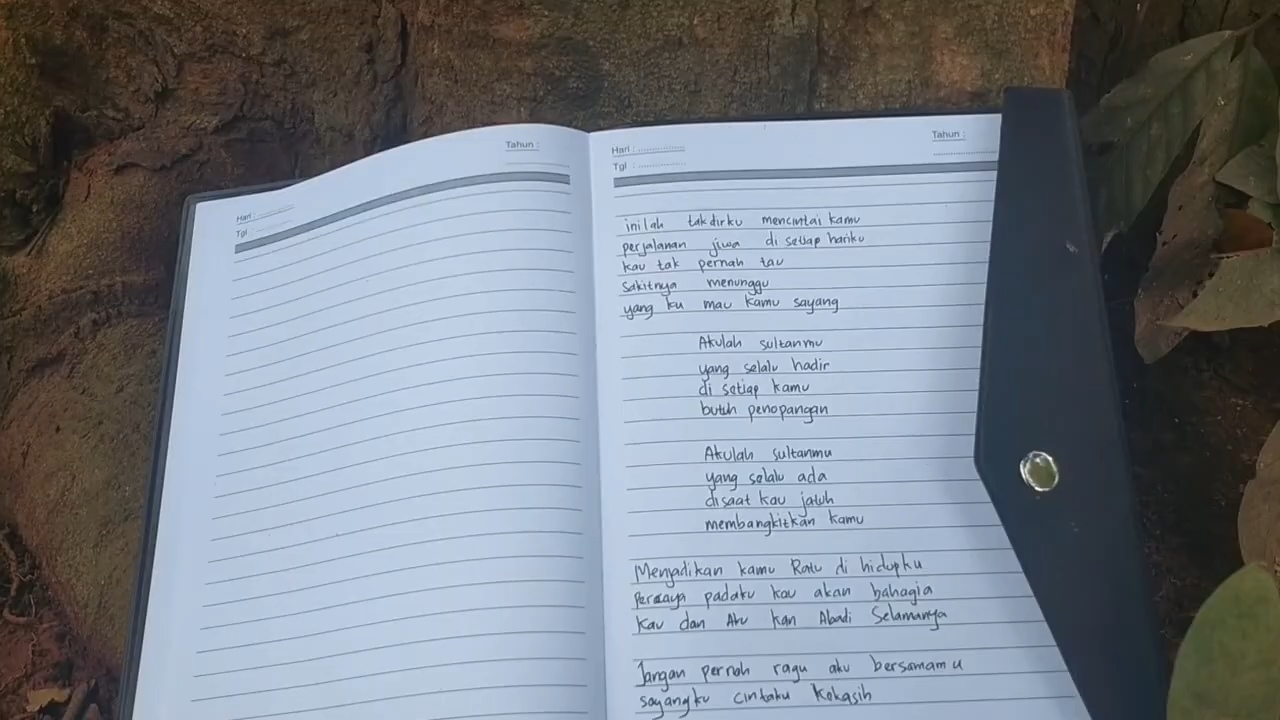 Tahun :
Hari :
Tgl :
Hari :
Tgl :
Tahun :
inilah takdirku mencintai kamu
perjalanan jiwa di setiap hariku
kau tak pernah tau
sakitnya menunggu
yang ku mau kamu sayang
Akulah sultanmu
yang selalu hadir
di setiap kamu
butuh penopangan
Akulah sultanmu
yang selalu ada
disaat kau jatuh
membangkitkan kamu
Menjadikan kamu Ratu di hidupku
Percaya padaku kau akan bahagia
Kau dan Aku kan Abadi Selamanya
Jangan pernah ragu aku bersamamu
sayangku cintaku kekasih